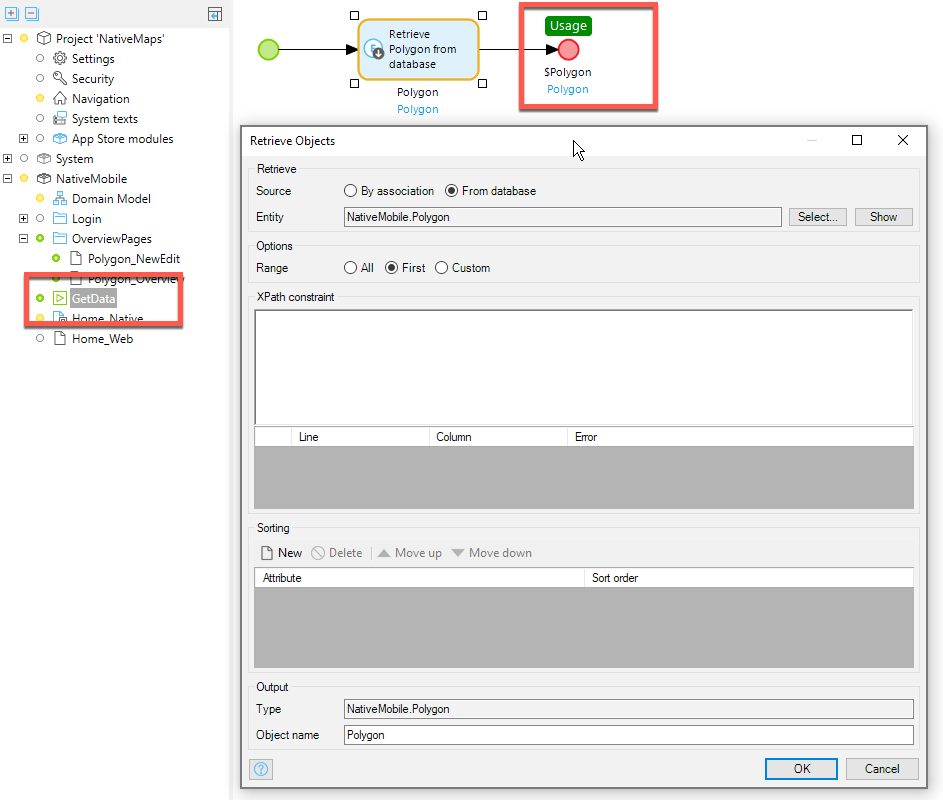 Project 'NativeMaps'
Settings
Security
Navigation
System texts
App Store modules
System
NativeMobile
Domain Model
Login
OverviewPages
Polygon_NewEdit
Polygon_Overview
GetData
Home_Native
Home_Web
Retrieve
Polygon from
database
Polygon
Polygon
Usage
$Polygon
Polygon
Retrieve Objects
Retrieve
Source By association From database
Entity NativeMobile.Polygon Select... Show
Options
Range All First Custom
XPath constraint
Line Column Error
Sorting
New Delete Move up Move down
Attribute Sort order
Output
Type NativeMobile.Polygon
Object name Polygon
? OK Cancel